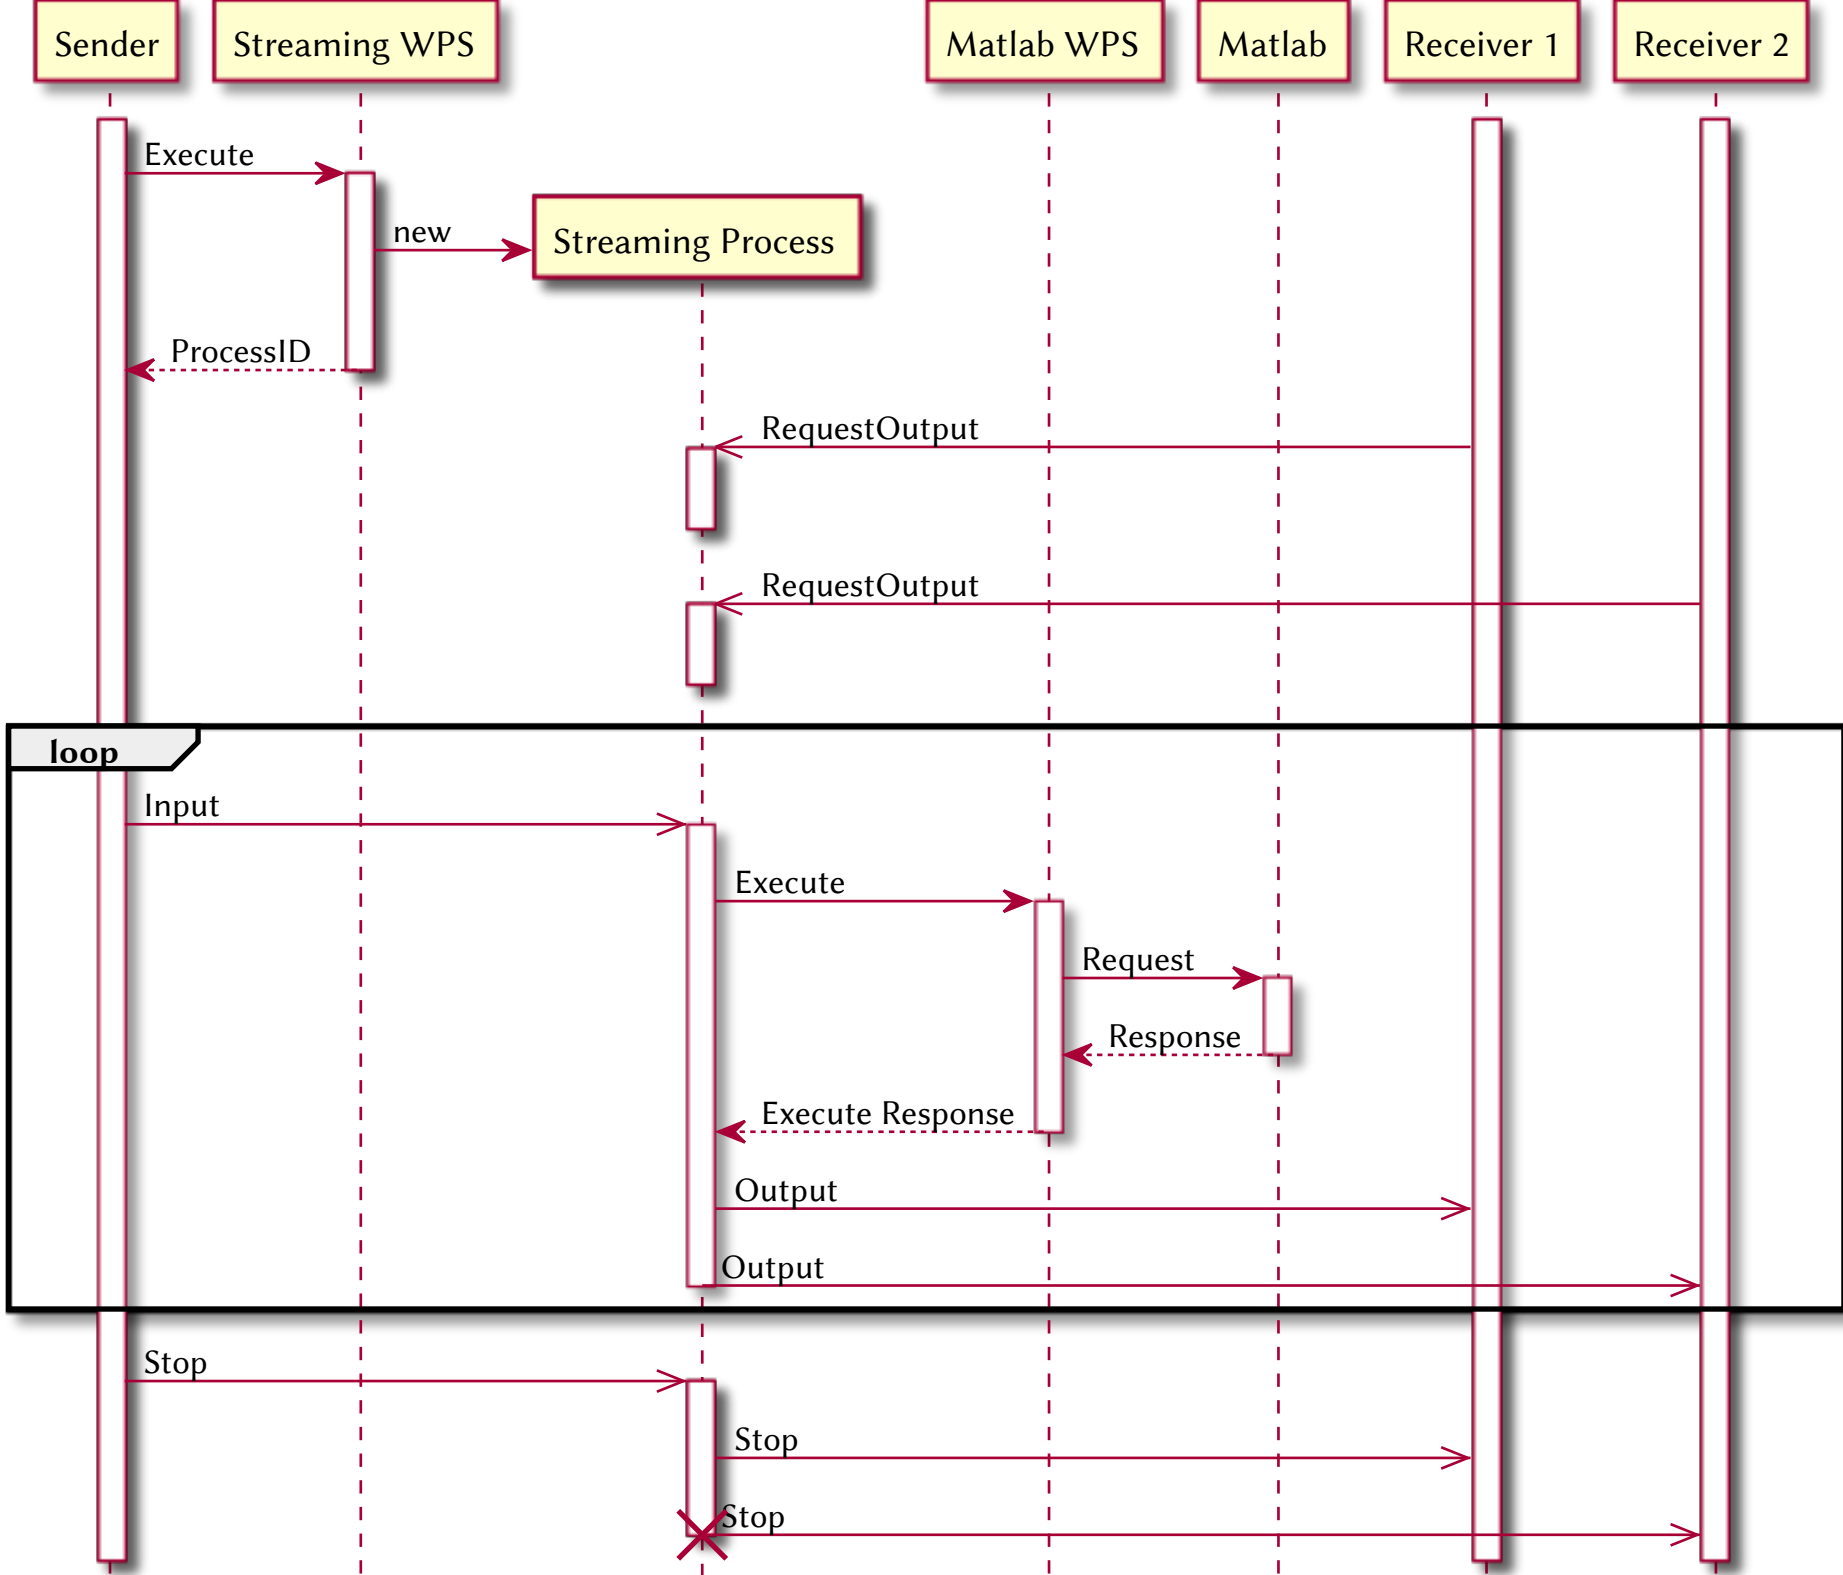 Sender
Streaming WPS
Matlab WPS
Matlab
Receiver 1
Receiver 2
Execute
new
Streaming Process
ProcessID
RequestOutput
RequestOutput
loop
Input
Execute
Request
Response
Execute Response
Output
Output
Stop
Stop
Stop